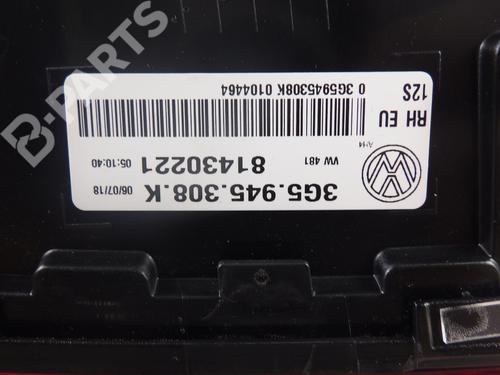 3G5.945.308.K
81430221
06/07/18 05:10:40
VW 481
0 3G5945308K 0104464
RH EU
12S
B-PARTS